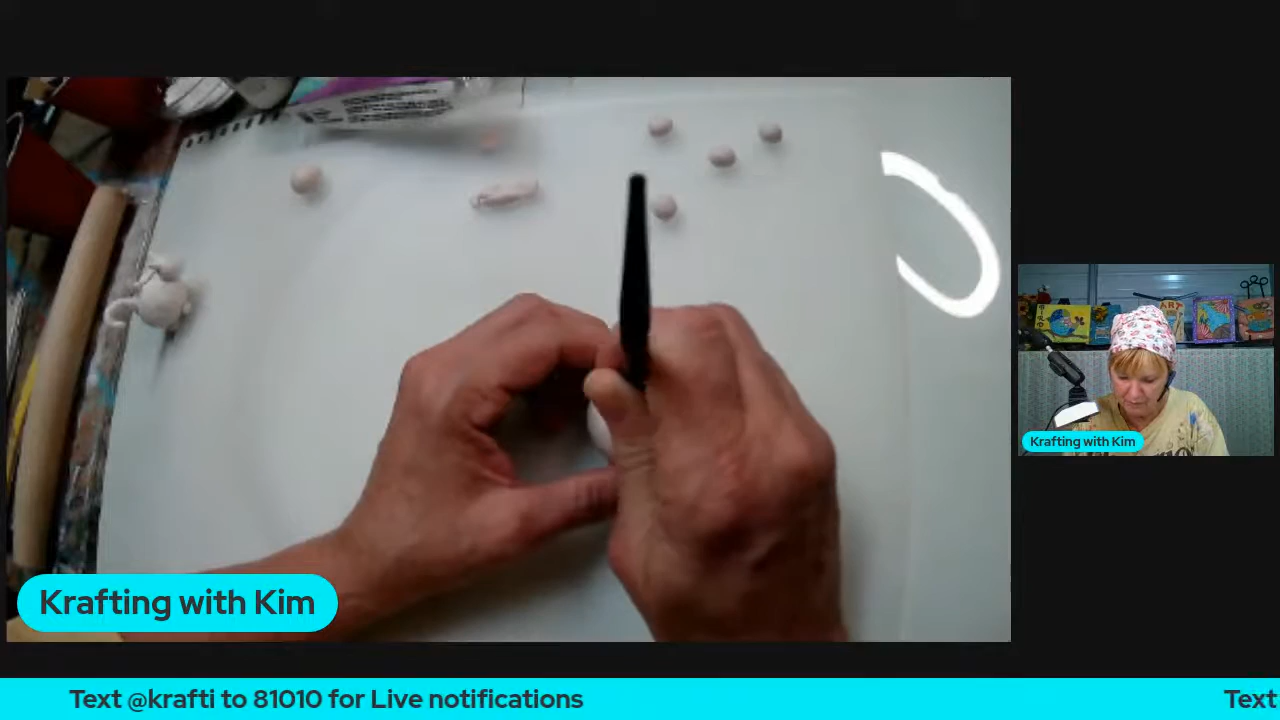 Krafting with Kim
Krafting with Kim
Text @krafti to 81010 for Live notifications
Text